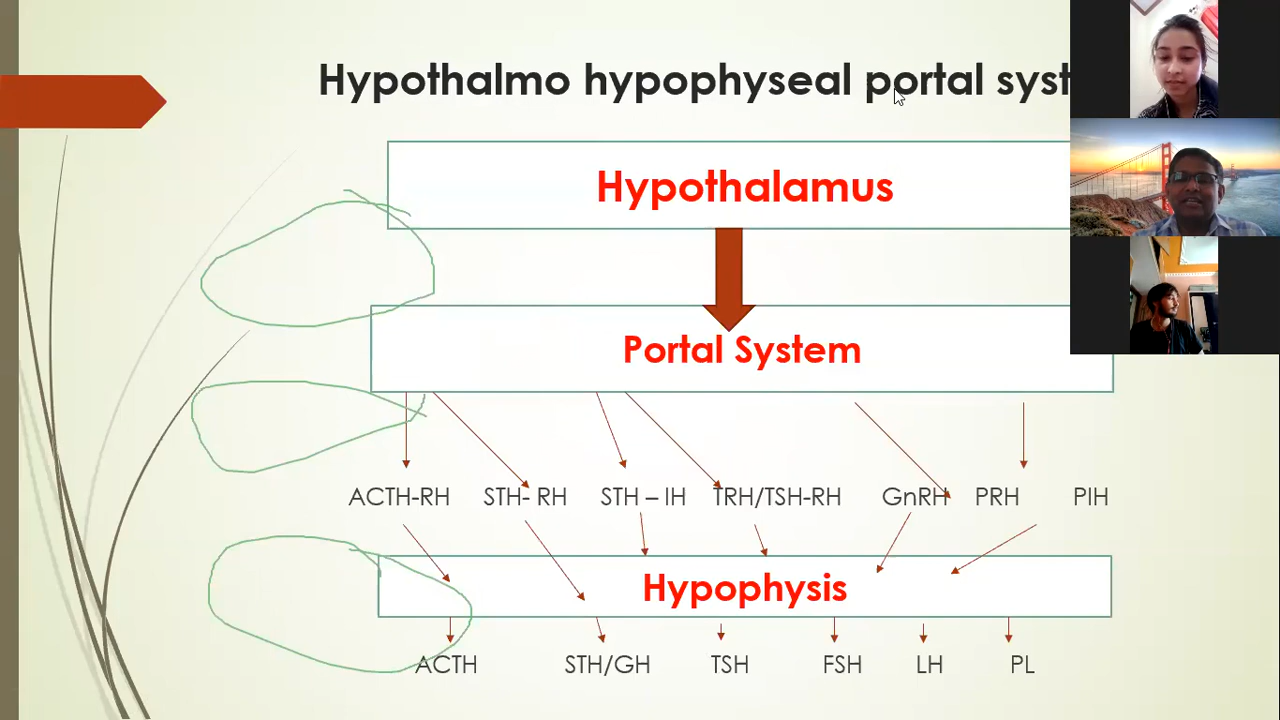 Hypothalmo hypophyseal portal syst
Hypothalamus
Portal System
ACTH-RH STH- RH STH – IH TRH/TSH-RH GnRH PRH PIH
Hypophysis
ACTH STH/GH TSH FSH LH PL